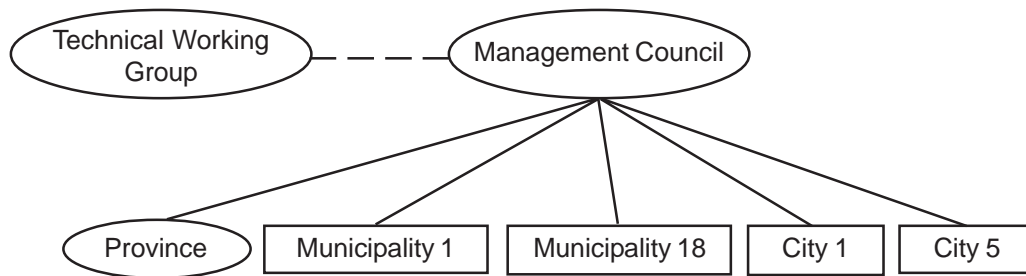 Technical Working
Group
Management Council
Province
Municipality 1
Municipality 18
City 1
City 5